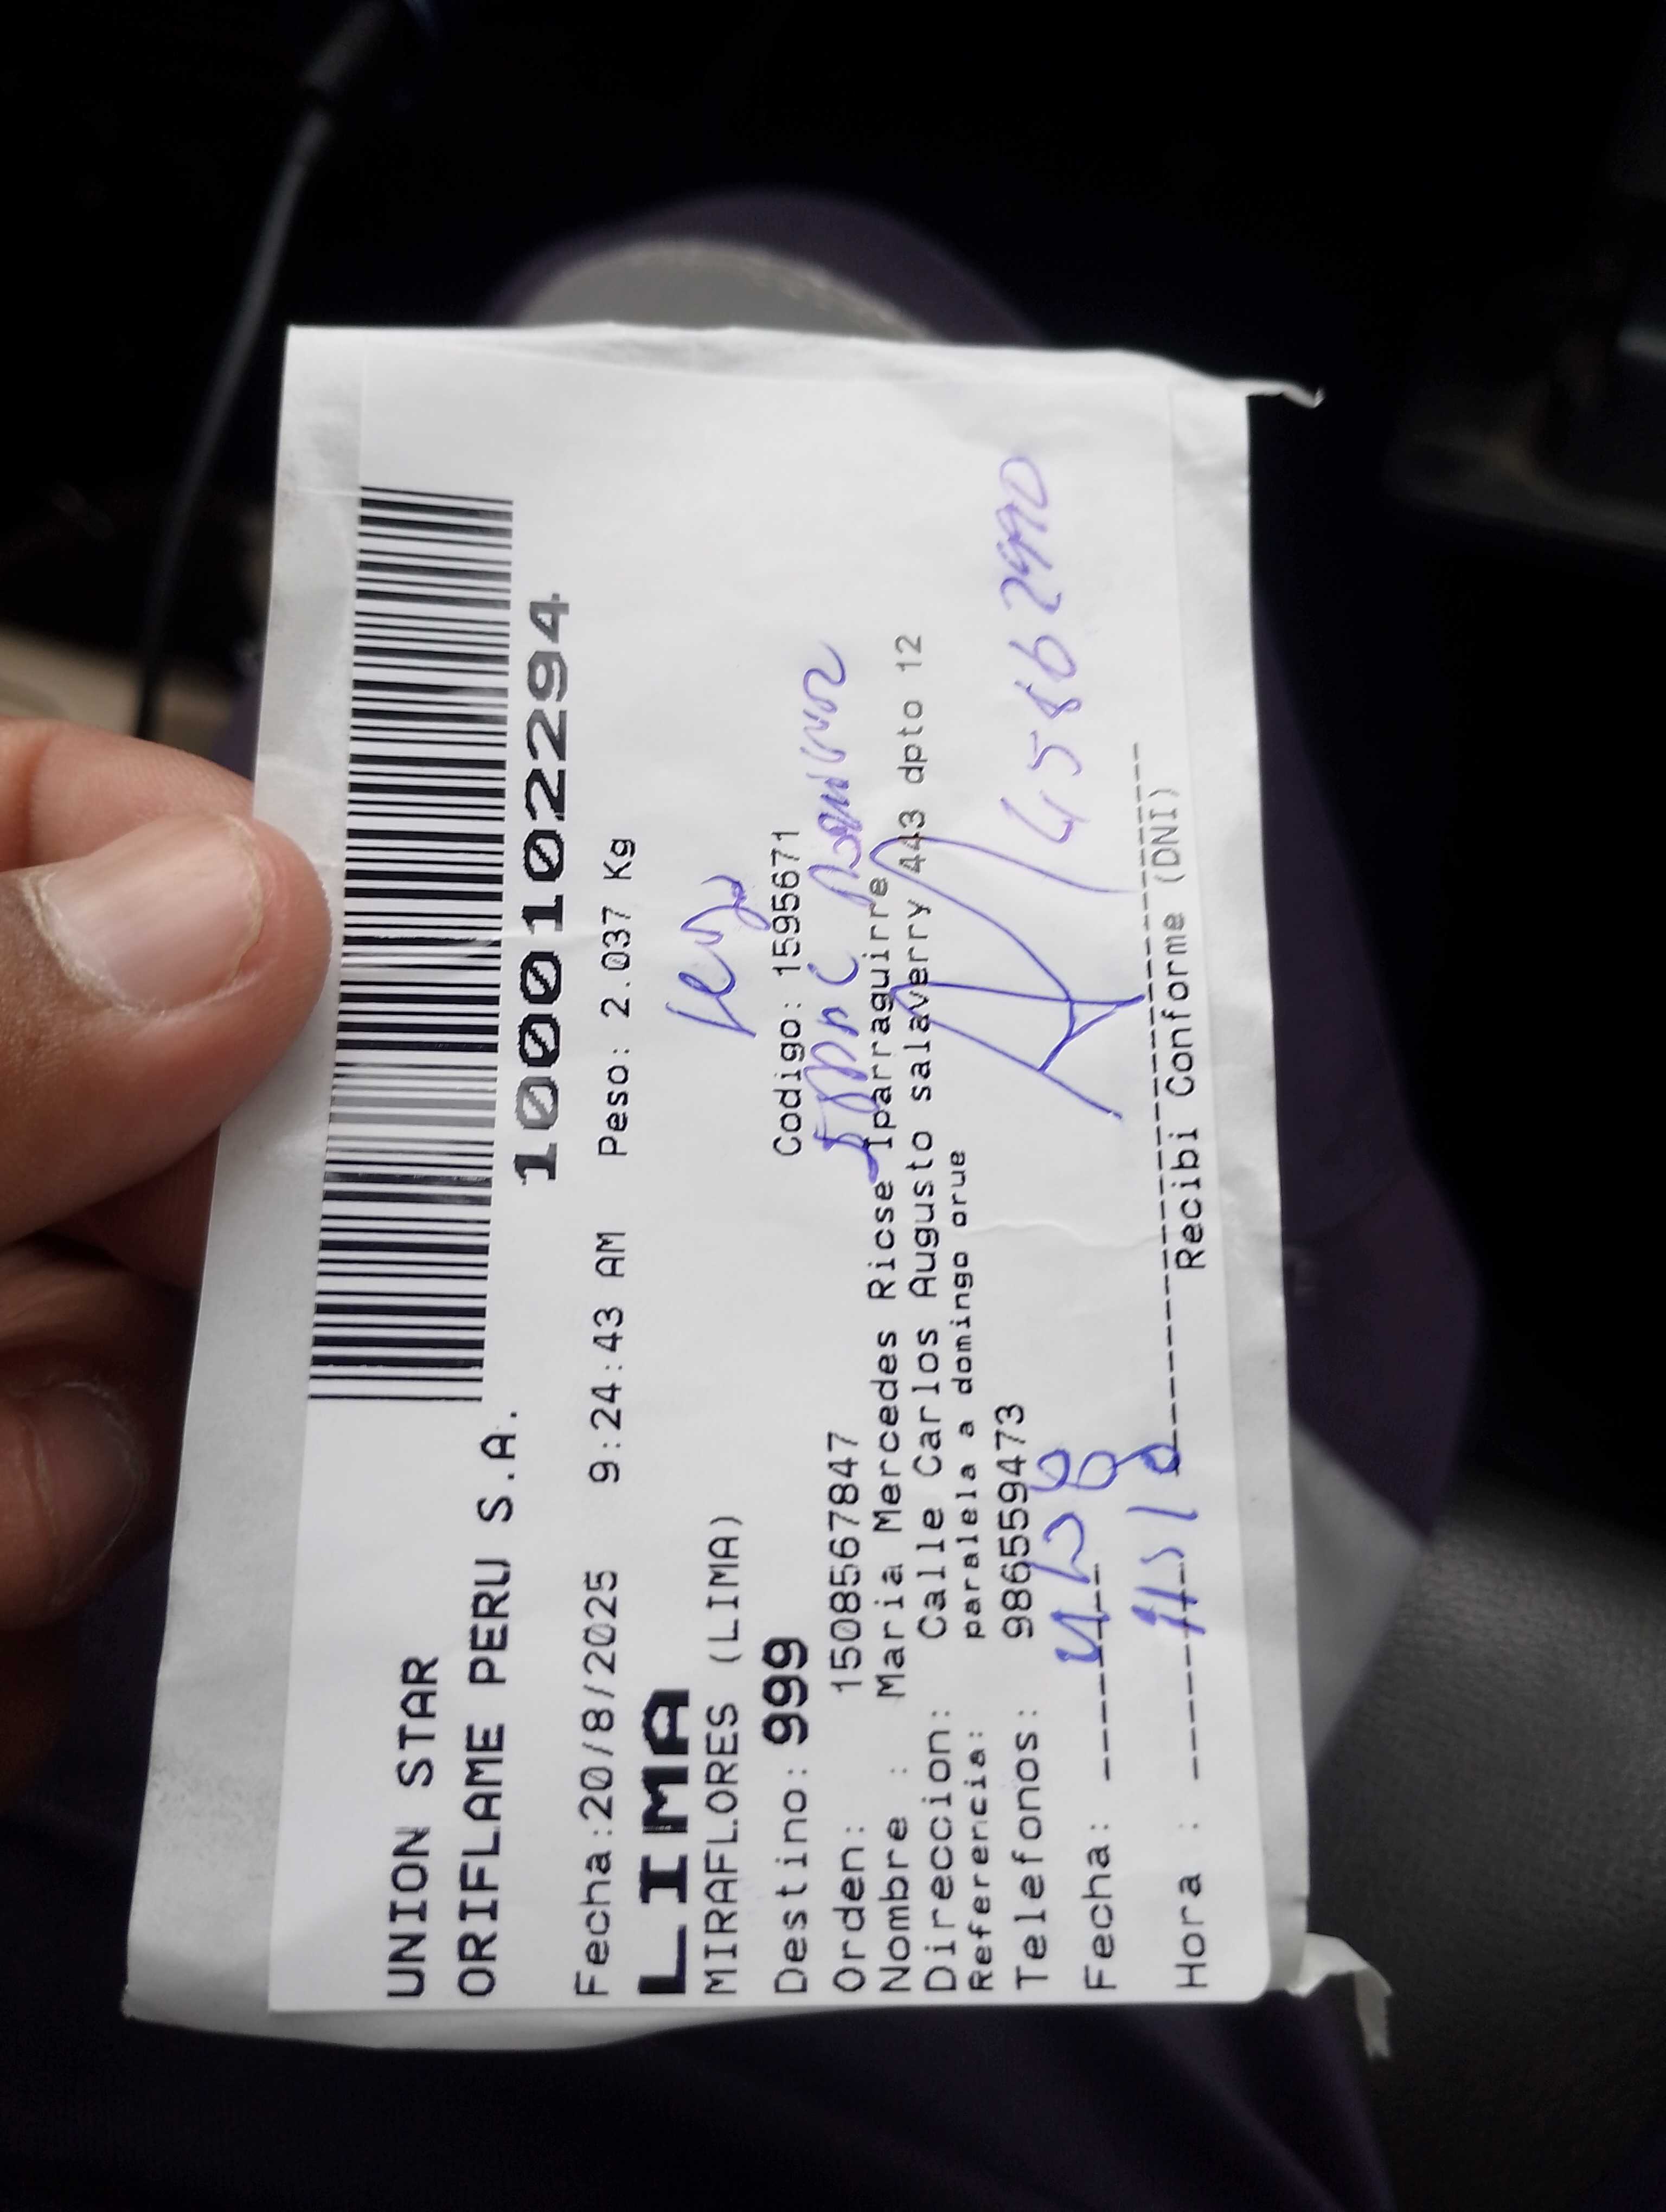 UNION STAR
ORIFLAME PERU S.A.
1000102294
Fecha:20/8/2025 9:24:43 AM Peso: 2.037 Kg
LIMA
MIRAFLORES (LIMA)
Destino: 999 Codigo: 1595671
Orden: 1508567847
Nombre : Maria Mercedes Ricse Iparraguirre
Direccion: Calle Carlos Augusto salaverry 443 dpto 12
Referencia: paralela a domingo orue
Telefonos: 986559473
Fecha:
Hora :
Recibi Conforme (DNI)